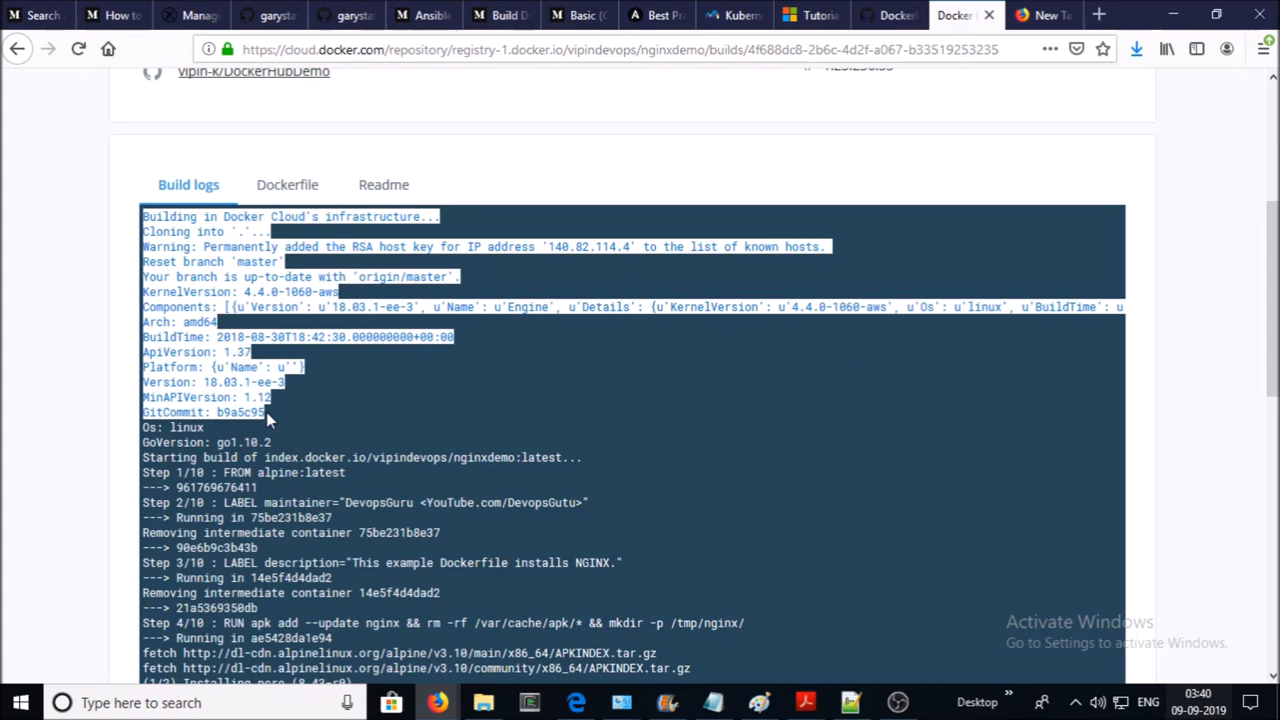 Search
How to
Manag
garyst
garyst
Ansible
Build D
Basic (
Best Pr
Kubern
Tutoria
Docker
Docker
New Ta
https://cloud.docker.com/repository/registry-1.docker.io/vipindevops/nginxdemo/builds/4f688dc8-2b6c-4d2f-a067-b33519253235
vipin-k/DockerHubDemo
Build logs
Dockerfile
Readme
Building in Docker Cloud's infrastructure...
Cloning into '.'...
Warning: Permanently added the RSA host key for IP address '140.82.114.4' to the list of known hosts.
Reset branch 'master'
Your branch is up-to-date with 'origin/master'.
KernelVersion: 4.4.0-1060-aws
Components: [{u'Version': u'18.03.1-ee-3', u'Name': u'Engine', u'Details': {u'KernelVersion': u'4.4.0-1060-aws', u'Os': u'linux', u'BuildTime': u
Arch: amd64
BuildTime: 2018-08-30T18:42:30.000000000+00:00
ApiVersion: 1.37
Platform: {u'Name': u''}
Version: 18.03.1-ee-3
MinAPIVersion: 1.12
GitCommit: b9a5c95
Os: linux
GoVersion: go1.10.2
Starting build of index.docker.io/vipindevops/nginxdemo:latest...
Step 1/10 : FROM alpine:latest
---> 961769676411
Step 2/10 : LABEL maintainer="DevopsGuru <YouTube.com/DevopsGutu>"
---> Running in 75be231b8e37
Removing intermediate container 75be231b8e37
---> 90e6b9c3b43b
Step 3/10 : LABEL description="This example Dockerfile installs NGINX."
---> Running in 14e5f4d4dad2
Removing intermediate container 14e5f4d4dad2
---> 21a5369350db
Step 4/10 : RUN apk add --update nginx && rm -rf /var/cache/apk/* && mkdir -p /tmp/nginx/
---> Running in ae5428da1e94
fetch http://dl-cdn.alpinelinux.org/alpine/v3.10/main/x86_64/APKINDEX.tar.gz
fetch http://dl-cdn.alpinelinux.org/alpine/v3.10/community/x86_64/APKINDEX.tar.gz
(1/2) Installing pcre (8.43-r0)
Activate Windows
Go to Settings to activate Windows.
Type here to search
Desktop
ENG
03:40
09-09-2019